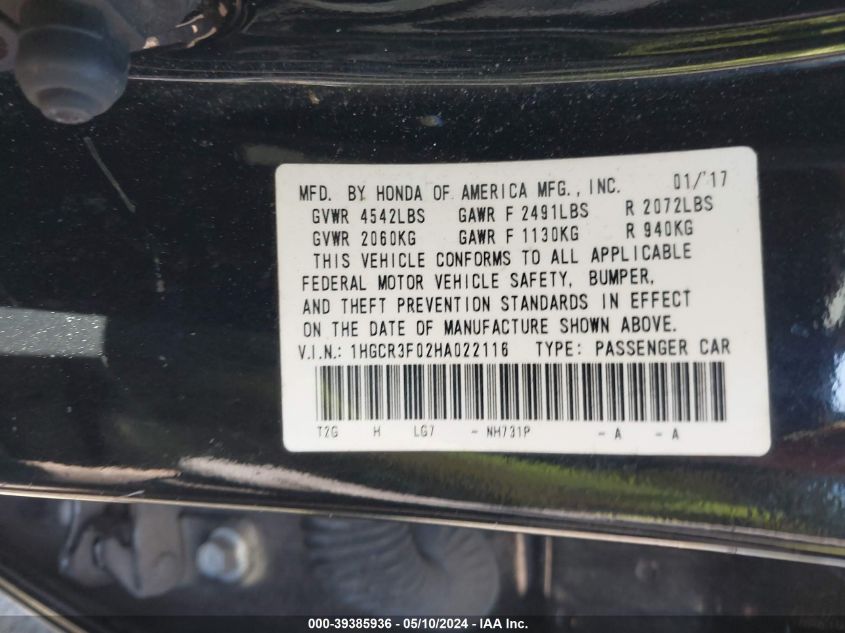 MFD. BY HONDA OF AMERICA MFG., INC. 01/'17
GVWR 4542LBS GAWR F 2491LBS R 2072LBS
GVWR 2060KG GAWR F 1130KG R 940KG
THIS VEHICLE CONFORMS TO ALL APPLICABLE
FEDERAL MOTOR VEHICLE SAFETY, BUMPER,
AND THEFT PREVENTION STANDARDS IN EFFECT
ON THE DATE OF MANUFACTURE SHOWN ABOVE.
V.I.N.: 1HGCR3F02HA022116 TYPE: PASSENGER CAR
T2G H LG7 - NH731P - A - A
000-39385936 - 05/10/2024 - IAA Inc.